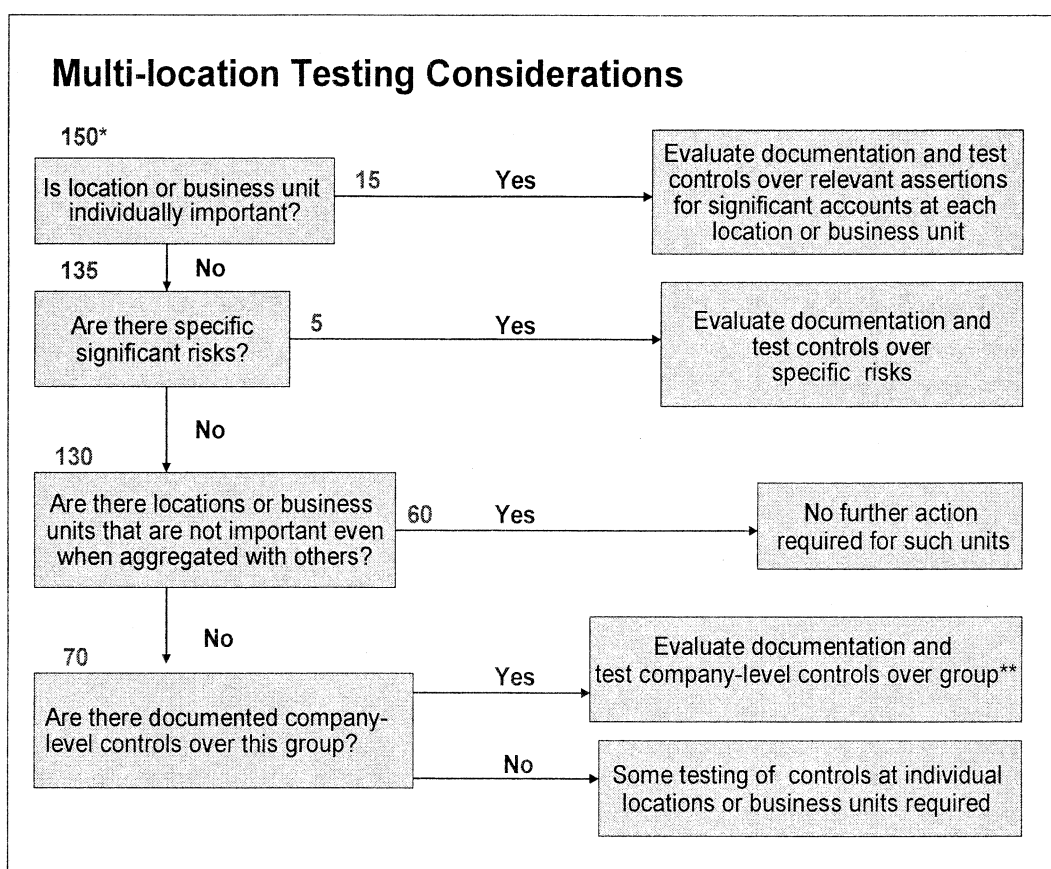 Multi-location Testing Considerations
150*
Is location or business unit
individually important?
15
Yes
Evaluate documentation and test
controls over relevant assertions
for significant accounts at each
location or business unit
No
135
Are there specific
significant risks?
5
Yes
Evaluate documentation and
test controls over
specific risks
No
130
Are there locations or business
units that are not important even
when aggregated with others?
60
Yes
No further action
required for such units
No
70
Are there documented company-
level controls over this group?
Yes
Evaluate documentation and
test company-level controls over group**
No
Some testing of controls at individual
locations or business units required